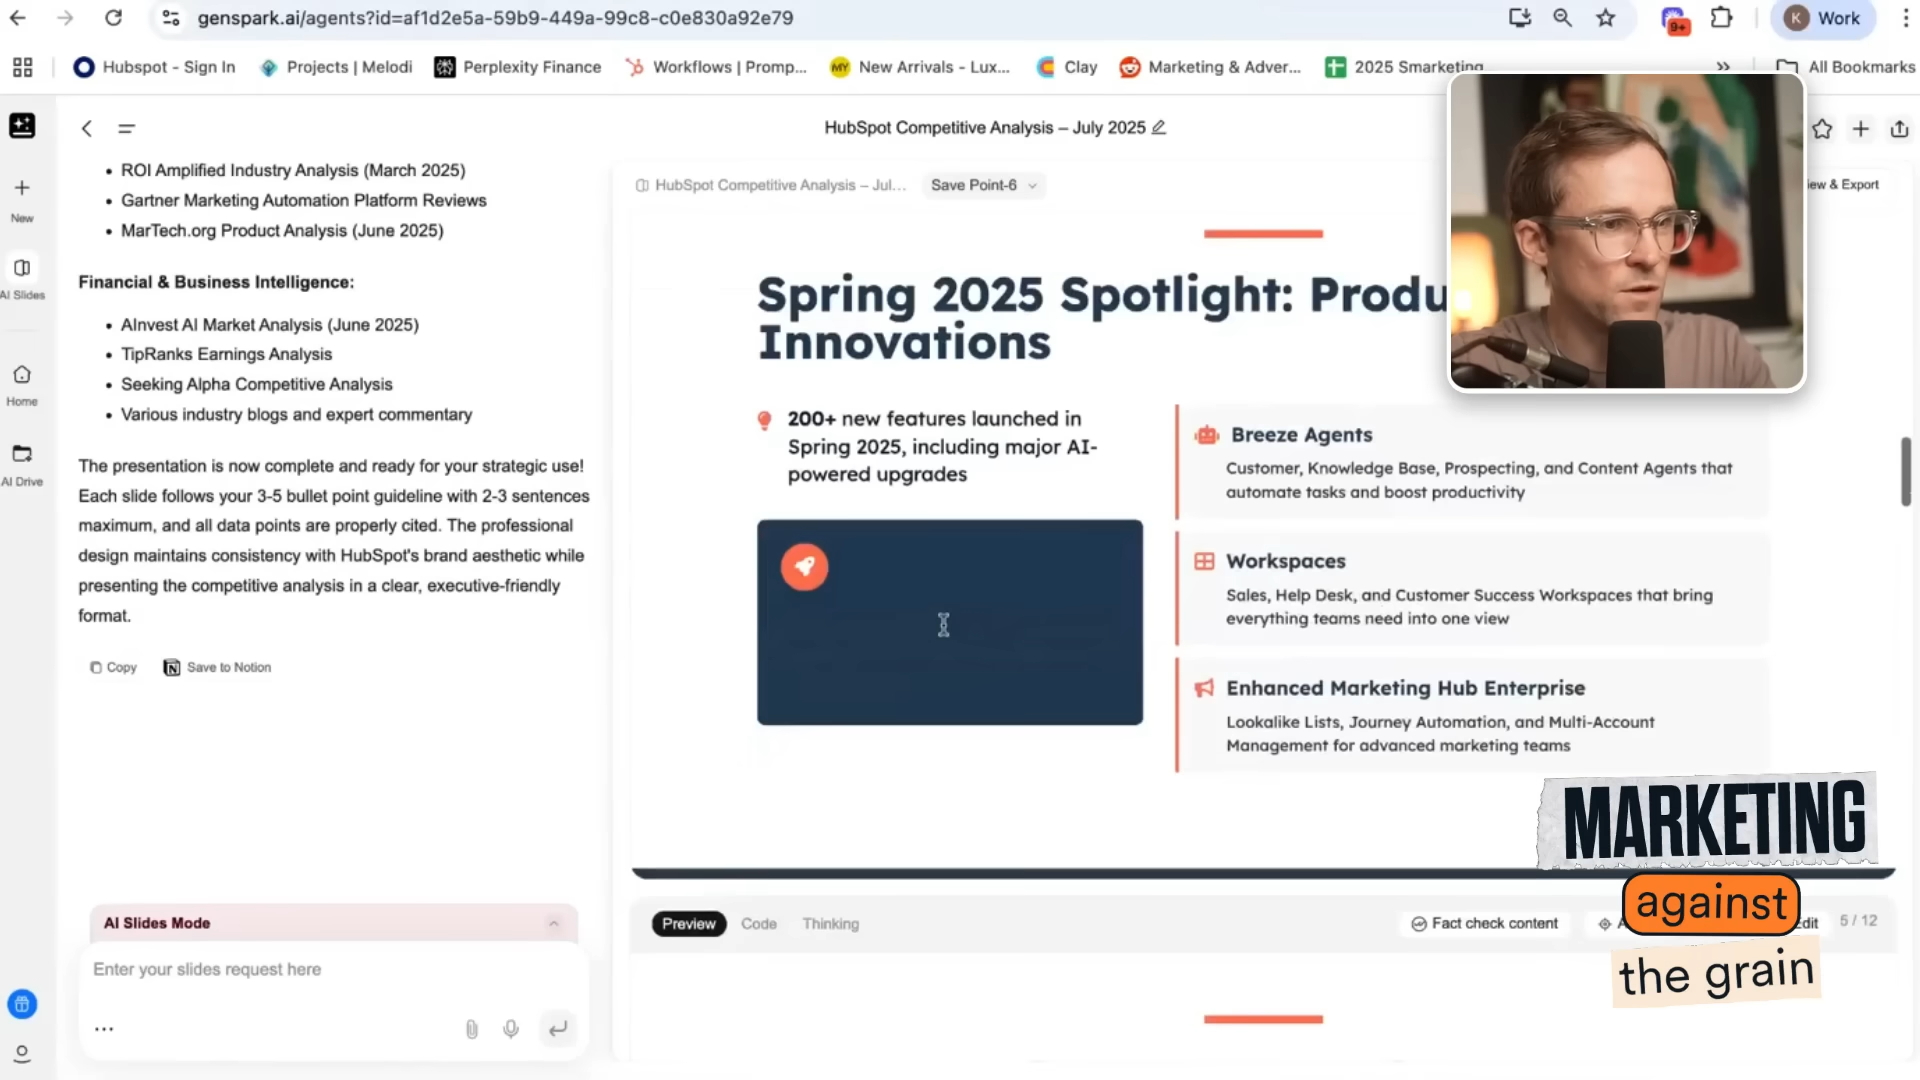 genspark.ai/agents?id=af1d2e5a-59b9-449a-99c8-c0e830a92e79
9+
K Work
Hubspot - Sign In
Projects | Melodi
Perplexity Finance
Workflows | Promp...
MY New Arrivals - Lux...
Clay
Marketing & Adver...
2025 Smarketing
All Bookmarks
New
AI Slides
Home
AI Drive
HubSpot Competitive Analysis – July 2025
• ROI Amplified Industry Analysis (March 2025)
• Gartner Marketing Automation Platform Reviews
• MarTech.org Product Analysis (June 2025)
Financial & Business Intelligence:
• AInvest AI Market Analysis (June 2025)
• TipRanks Earnings Analysis
• Seeking Alpha Competitive Analysis
• Various industry blogs and expert commentary
The presentation is now complete and ready for your strategic use!
Each slide follows your 3-5 bullet point guideline with 2-3 sentences
maximum, and all data points are properly cited. The professional
design maintains consistency with HubSpot's brand aesthetic while
presenting the competitive analysis in a clear, executive-friendly
format.
Copy
N Save to Notion
AI Slides Mode
Enter your slides request here
HubSpot Competitive Analysis – Jul...
Save Point-6
iew & Export
Spring 2025 Spotlight: Produ
Innovations
200+ new features launched in
Spring 2025, including major AI-
powered upgrades
Breeze Agents
Customer, Knowledge Base, Prospecting, and Content Agents that
automate tasks and boost productivity
Workspaces
Sales, Help Desk, and Customer Success Workspaces that bring
everything teams need into one view
Enhanced Marketing Hub Enterprise
Lookalike Lists, Journey Automation, and Multi-Account
Management for advanced marketing teams
Preview
Code
Thinking
Fact check content
Edit
5 / 12
MARKETING
against
the grain